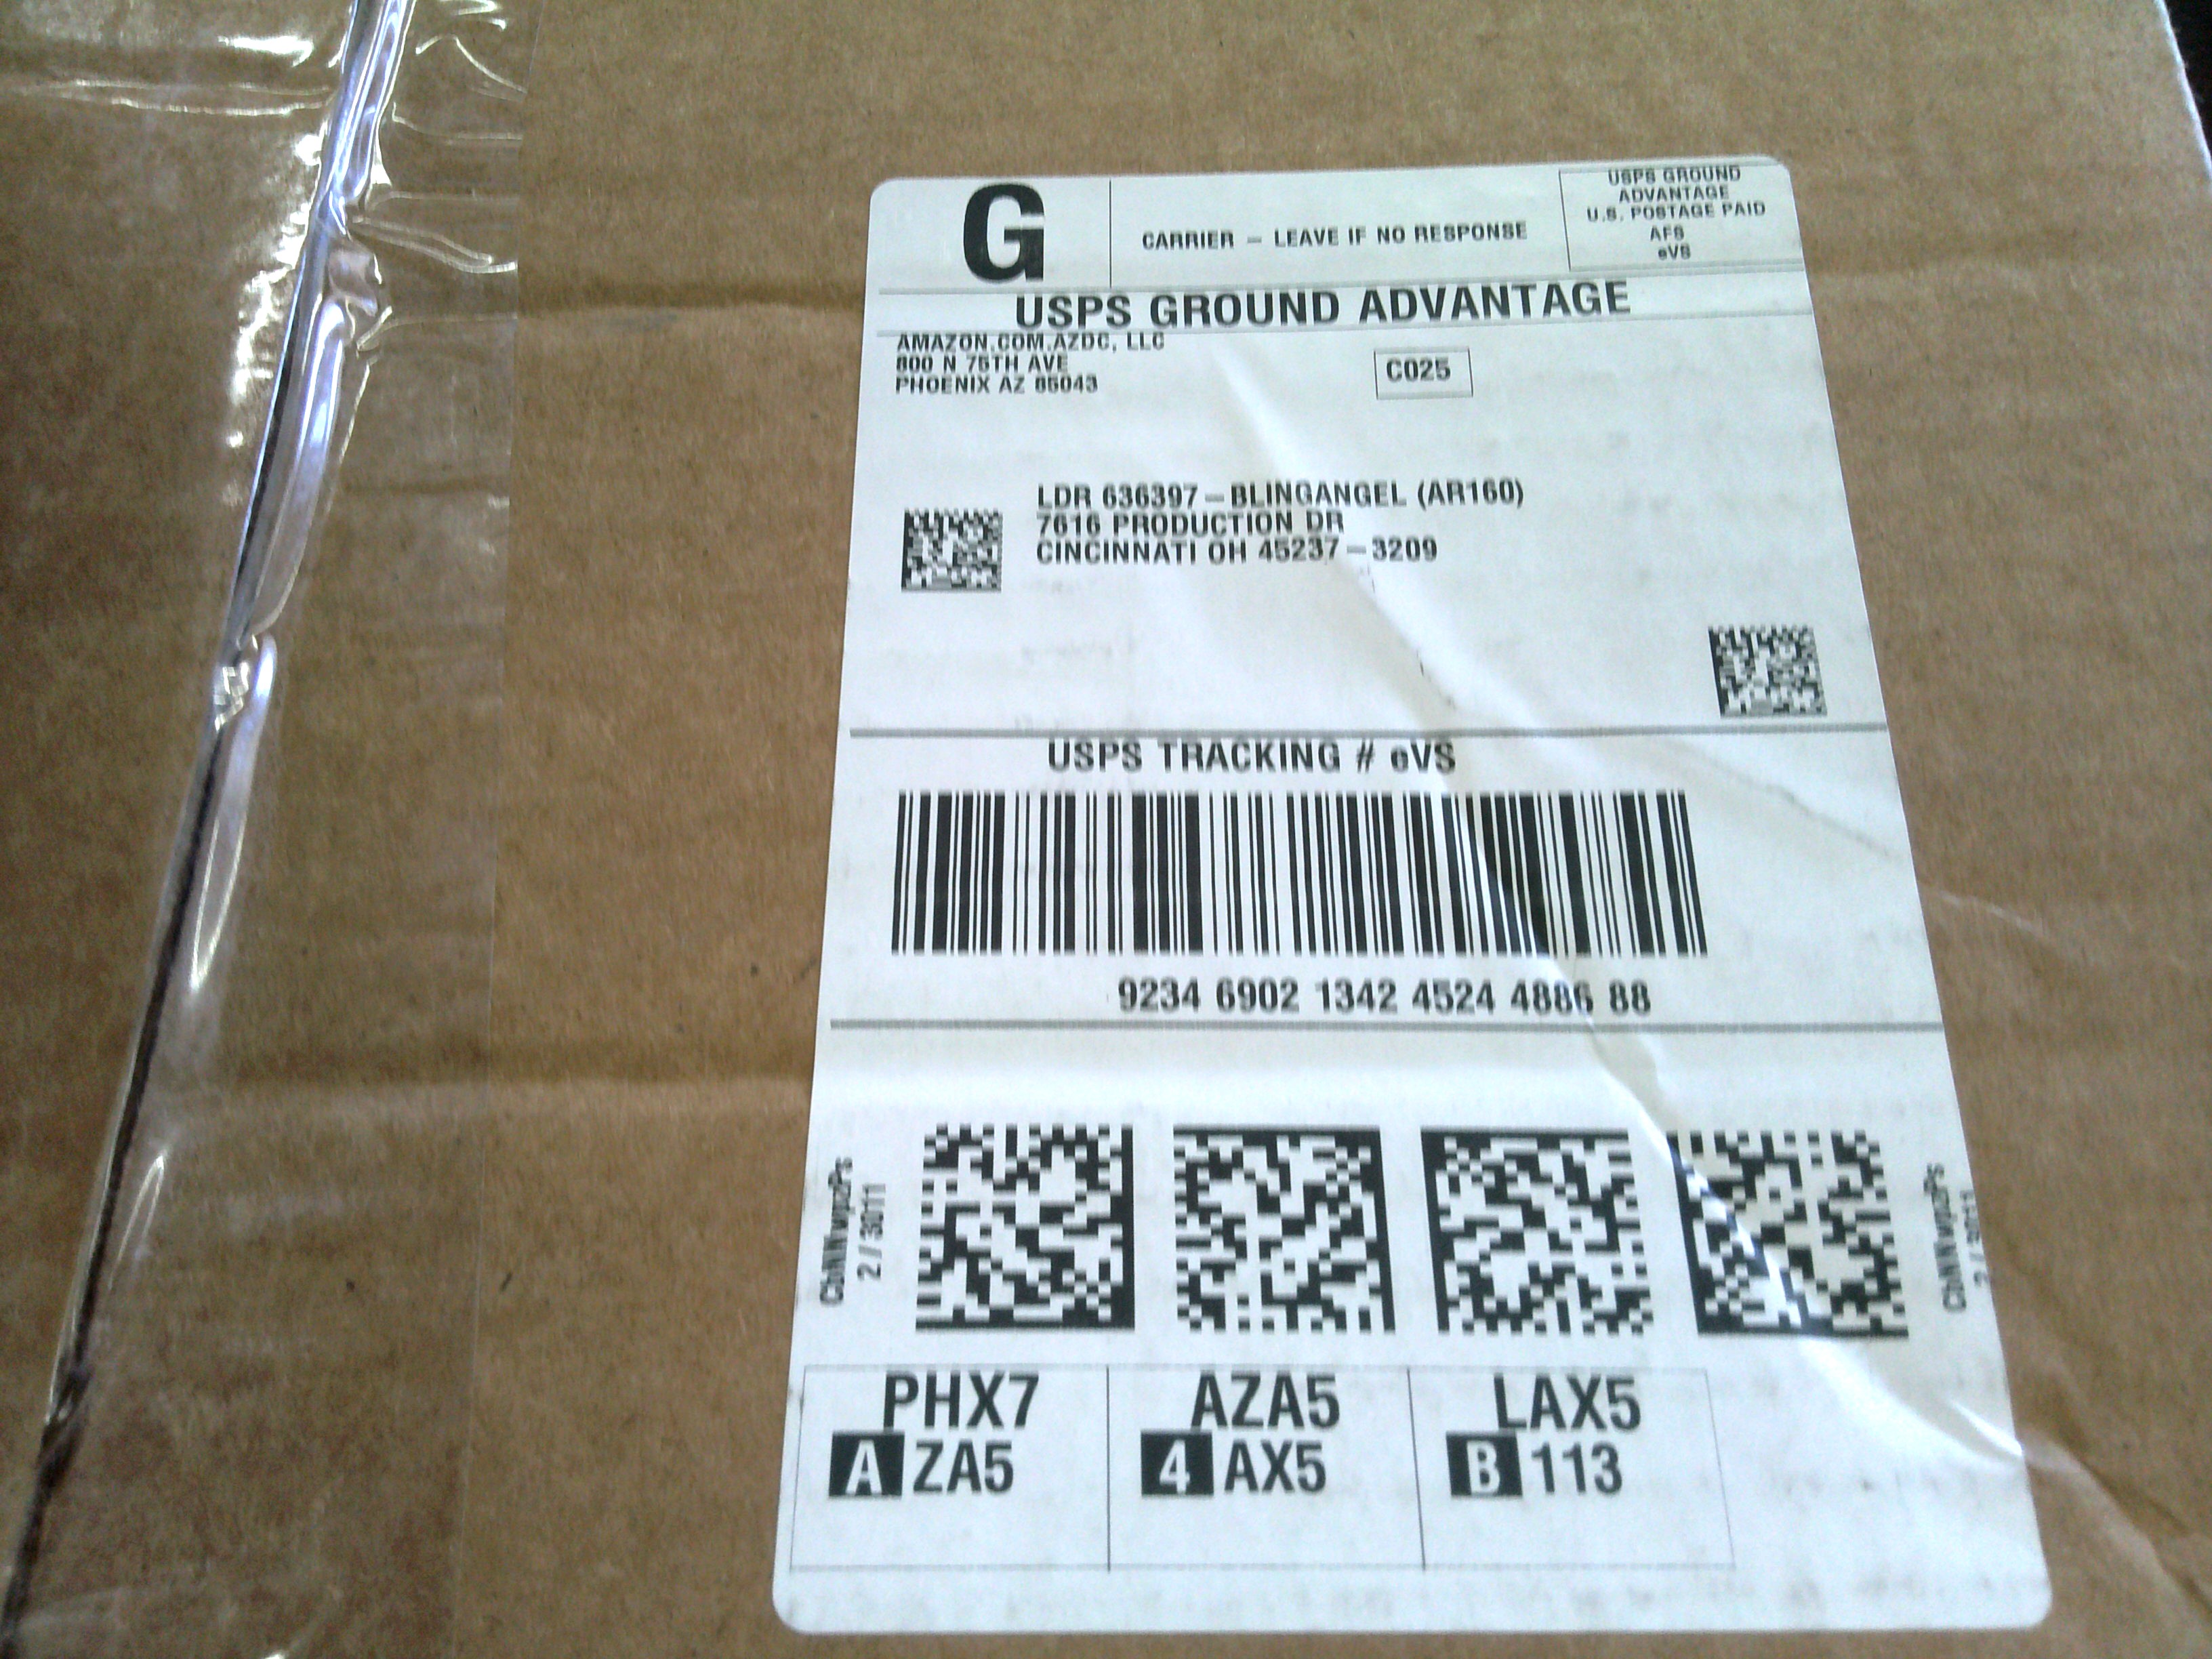 G
CARRIER – LEAVE IF NO RESPONSE
USPS GROUND
ADVANTAGE
U.S. POSTAGE PAID
AFS
eVS
USPS GROUND ADVANTAGE
AMAZON.COM.AZDC, LLC
800 N 75TH AVE
PHOENIX AZ 85043
C025
LDR 636397 – BLINGANGEL (AR160)
7616 PRODUCTION DR
CINCINNATI OH 45237 – 3209
USPS TRACKING # eVS
9234 6902 1342 4524 4886 88
2 / 30111
PHX7
A ZA5
AZA5
4 AX5
LAX5
B 113